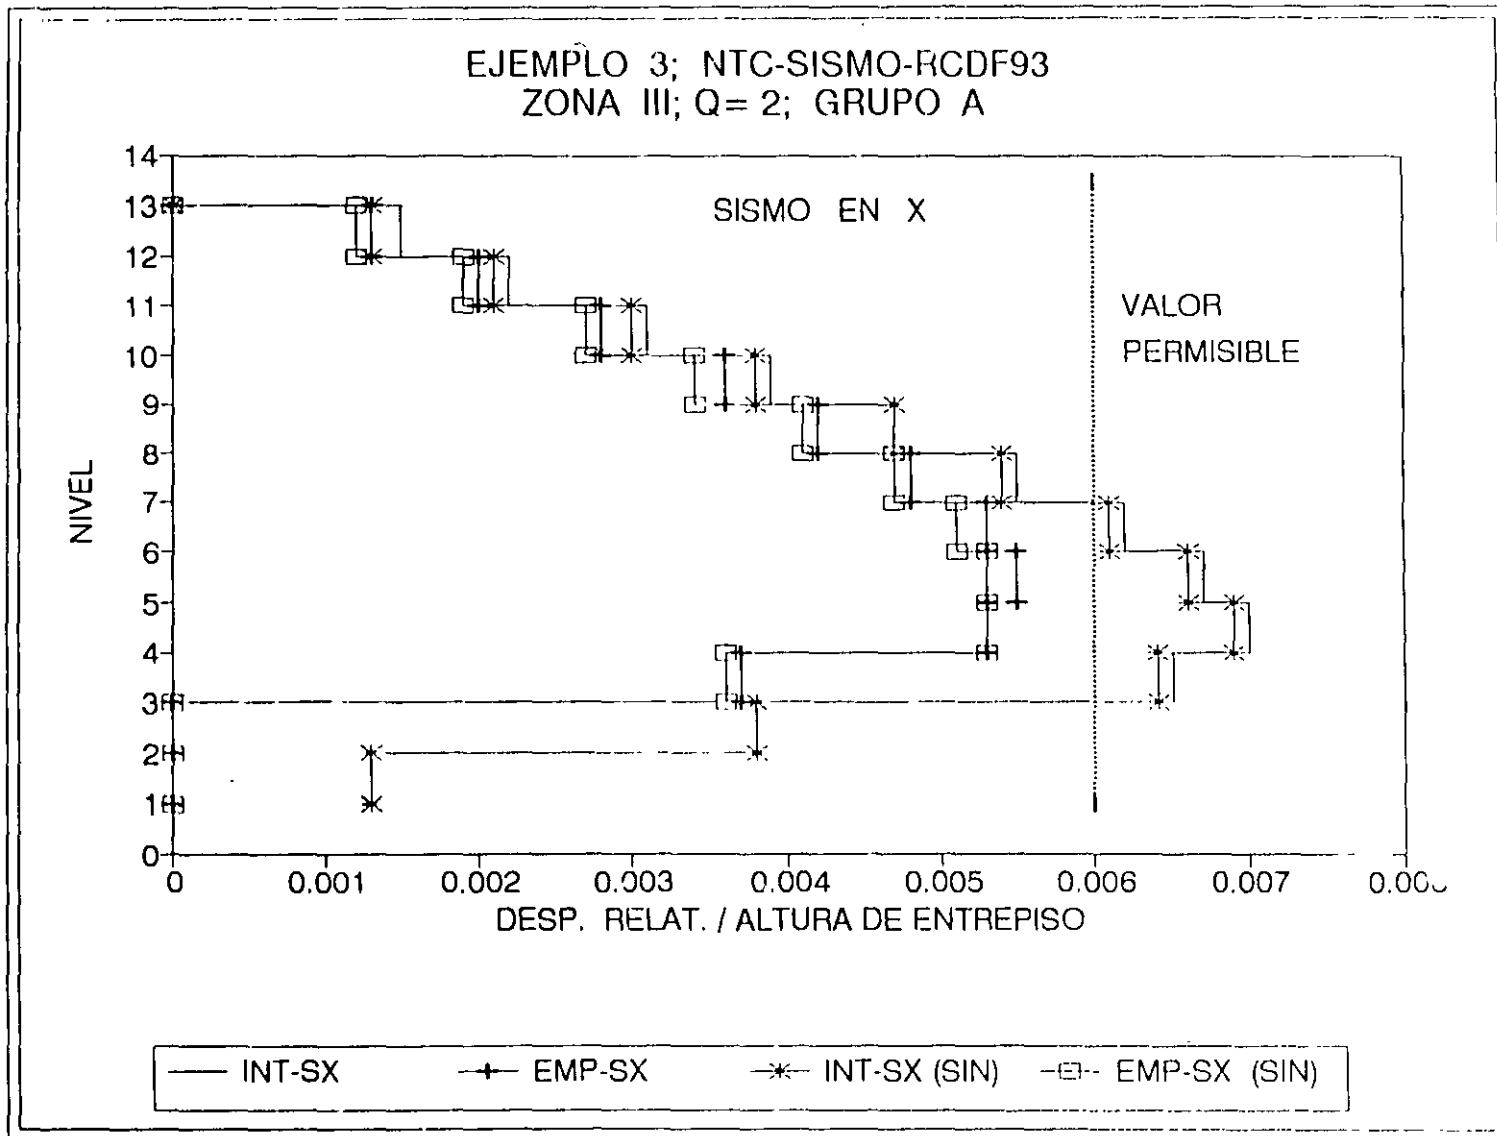 EJEMPLO 3; NTC-SISMO-RCDF93
ZONA III; Q= 2; GRUPO A
14
13
12
11
10
9
8
7
6
5
4
3
2
1
0
NIVEL
SISMO EN X
VALOR
PERMISIBLE
0 0.001 0.002 0.003 0.004 0.005 0.006 0.007
DESP. RELAT. / ALTURA DE ENTREPISO
INT-SX EMP-SX INT-SX (SIN) EMP-SX (SIN)